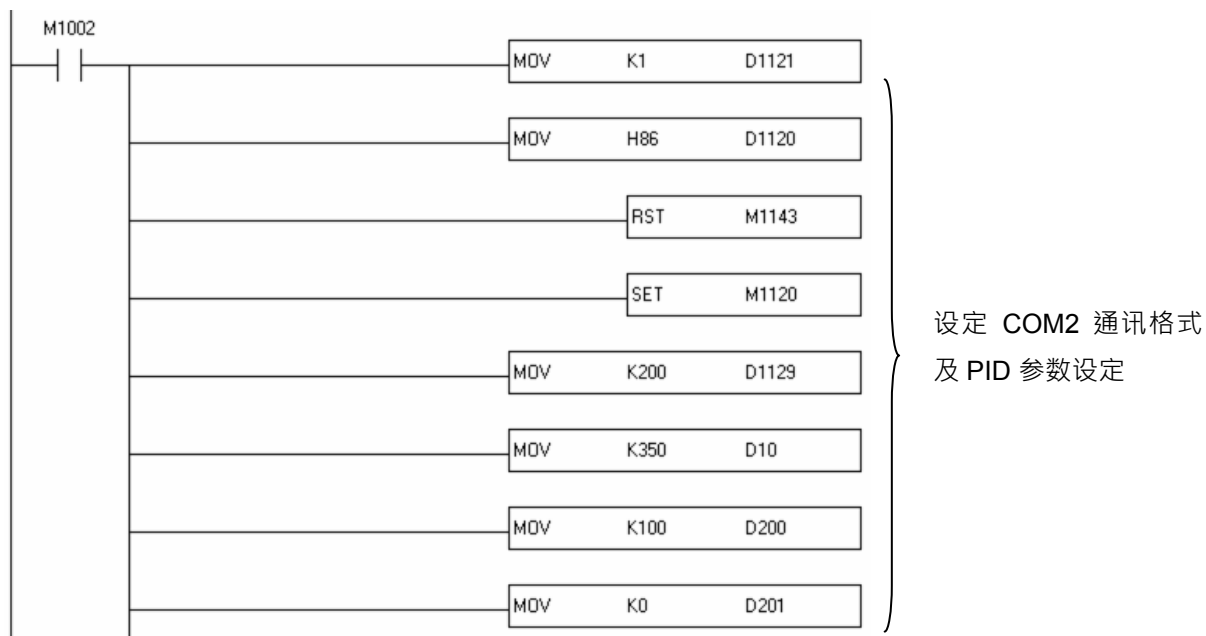 M1002
MOV K1 D1121
MOV H86 D1120
RST M1143
SET M1120
设定 COM2 通讯格式
及 PID 参数设定
MOV K200 D1129
MOV K350 D10
MOV K100 D200
MOV K0 D201